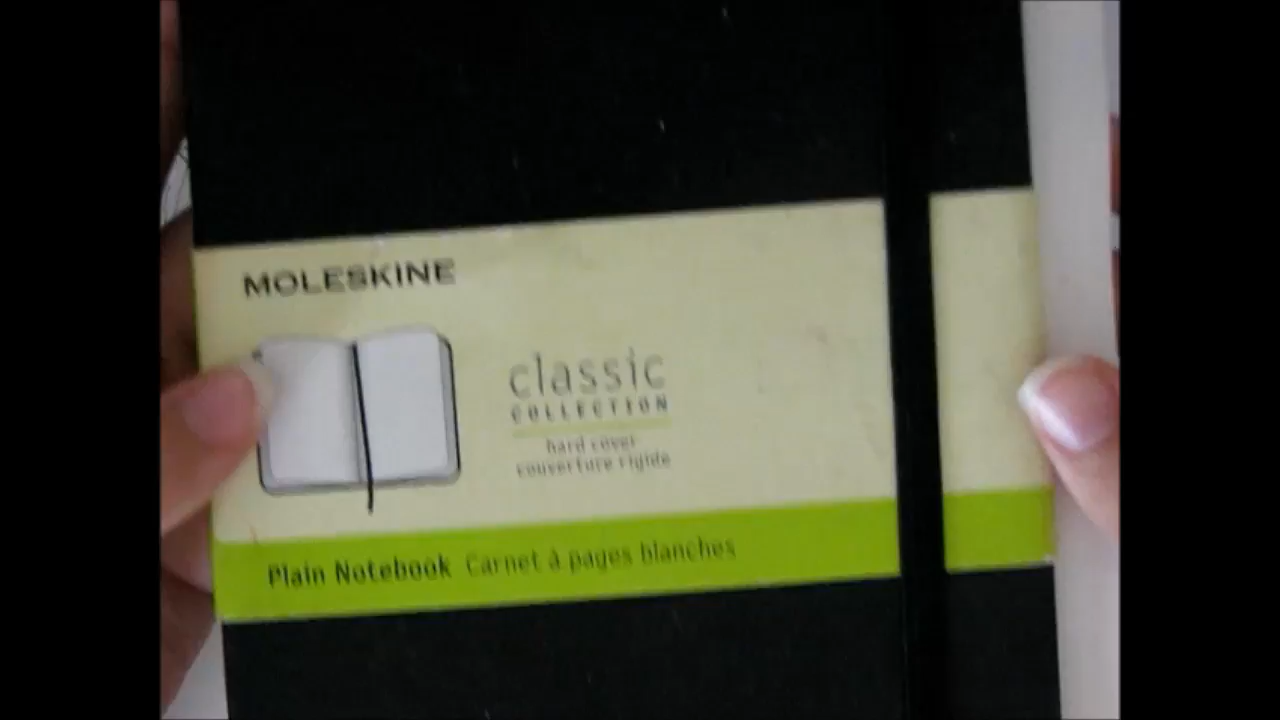 MOLESKINE
classic
COLLECTION
hard cover
couverture rigide
Plain Notebook Carnet à pages blanches